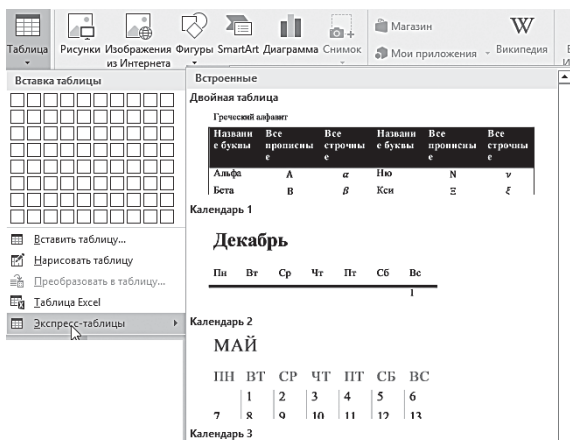 Магазин
Таблица Рисунки Изображения Фигуры SmartArt Диаграмма Снимок Мои приложения Википедия
из Интернета
Вставка таблицы
Вставить таблицу...
Нарисовать таблицу
Преобразовать в таблицу...
Таблица Excel
Экспресс-таблицы
Встроенные
Двойная таблица
Греческий алфавит
Названи Все Все Названи Все Все
е буквы прописны строчны е буквы прописны строчны
е е е е
Альфа Α α Ню Ν ν
Бета Β β Кси Ξ ξ
Календарь 1
Декабрь
Пн Вт Ср Чт Пт Сб Вс
1
Календарь 2
МАЙ
ПН ВТ СР ЧТ ПТ СБ ВС
1 2 3 4 5 6
7 8 9 10 11 12 13
Календарь 3